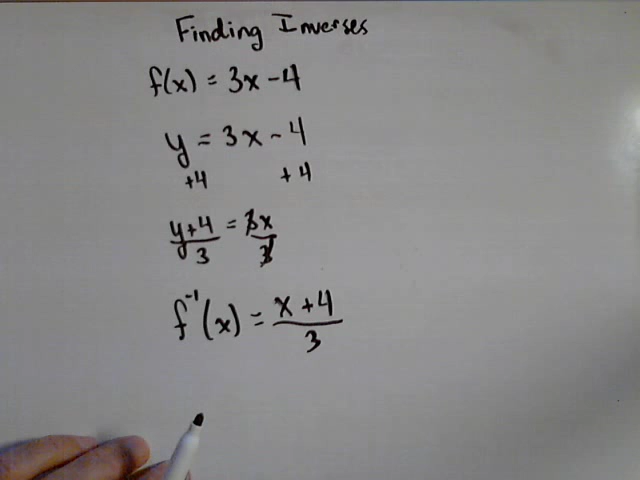 Finding Inverses
f(x) = 3x - 4
y = 3x - 4
+4 +4
y+4/3 = 3x/3
f⁻¹(x) = x+4/3